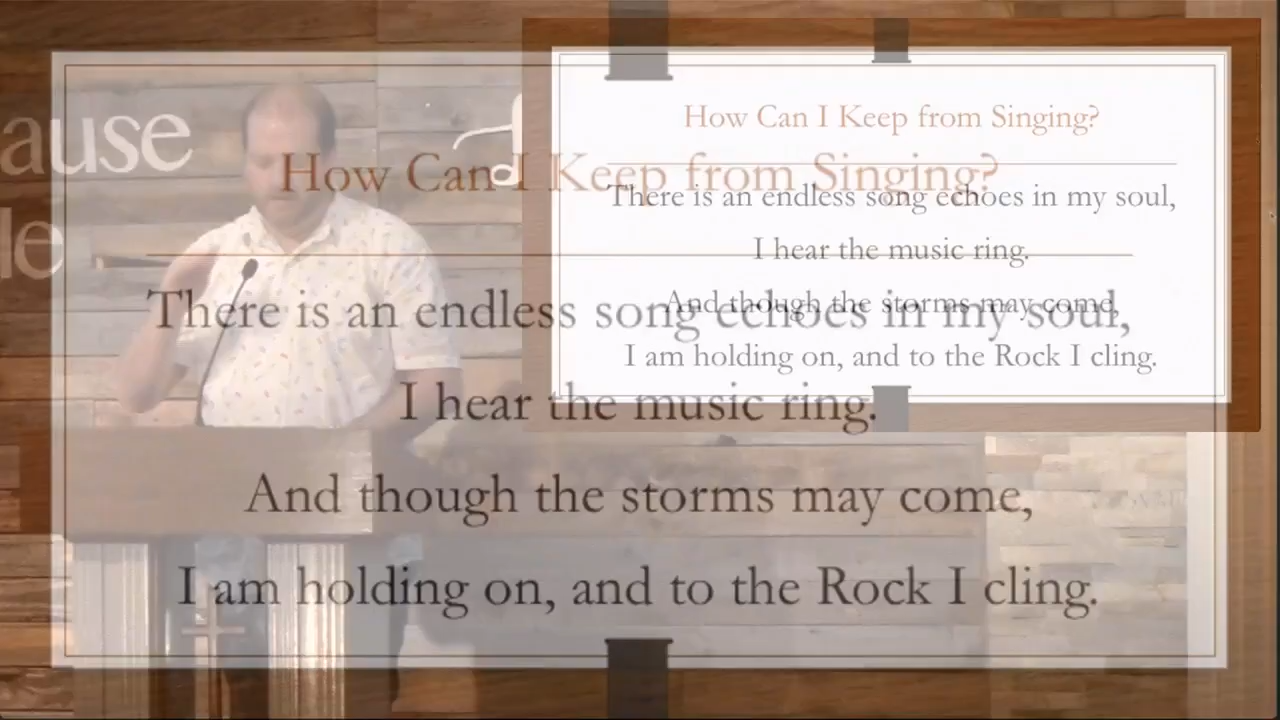 ause
le
How Can I Keep from Singing?
There is an endless song echoes in my soul,
I hear the music ring.
And though the storms may come,
I am holding on, and to the Rock I cling.
How Can I Keep from Singing?
There is an endless song echoes in my soul,
I hear the music ring.
And though the storms may come,
I am holding on, and to the Rock I cling.